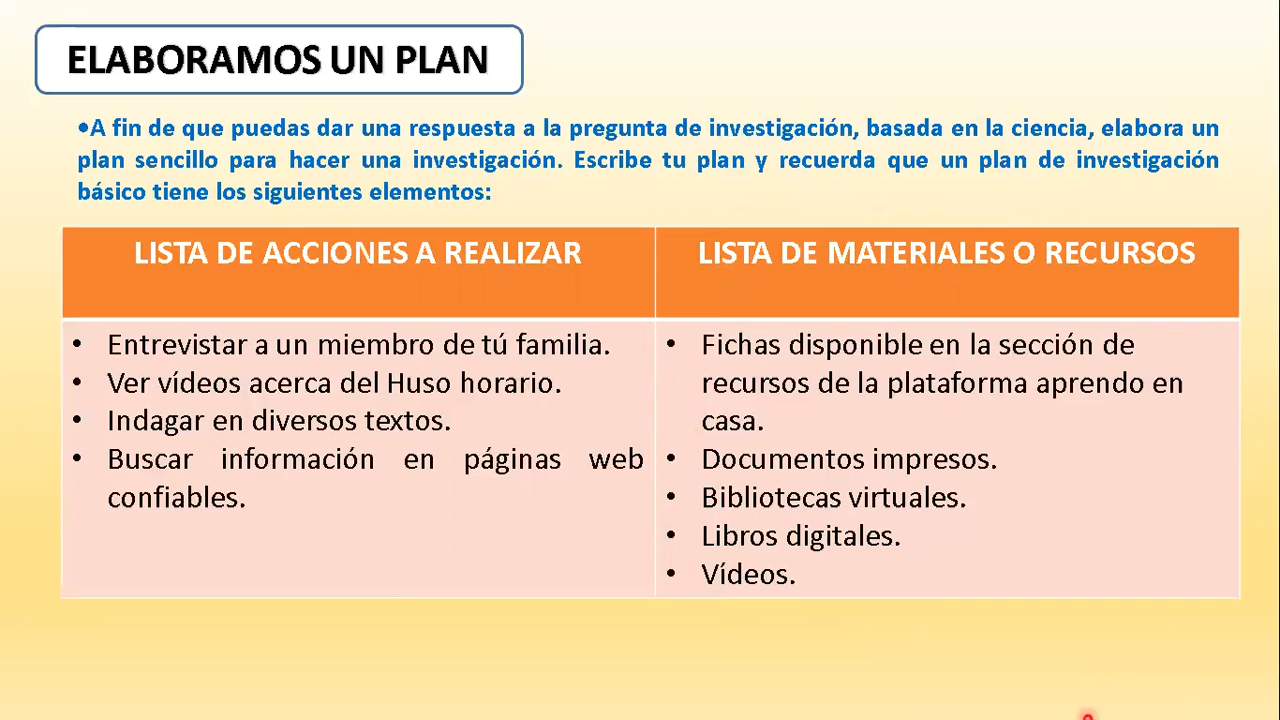 ELABORAMOS UN PLAN
•A fin de que puedas dar una respuesta a la pregunta de investigación, basada en la ciencia, elabora un
plan sencillo para hacer una investigación. Escribe tu plan y recuerda que un plan de investigación
básico tiene los siguientes elementos:
LISTA DE ACCIONES A REALIZAR
• Entrevistar a un miembro de tú familia.
• Ver vídeos acerca del Huso horario.
• Indagar en diversos textos.
• Buscar información en páginas web
confiables.
LISTA DE MATERIALES O RECURSOS
• Fichas disponible en la sección de
recursos de la plataforma aprendo en
casa.
• Documentos impresos.
• Bibliotecas virtuales.
• Libros digitales.
• Vídeos.